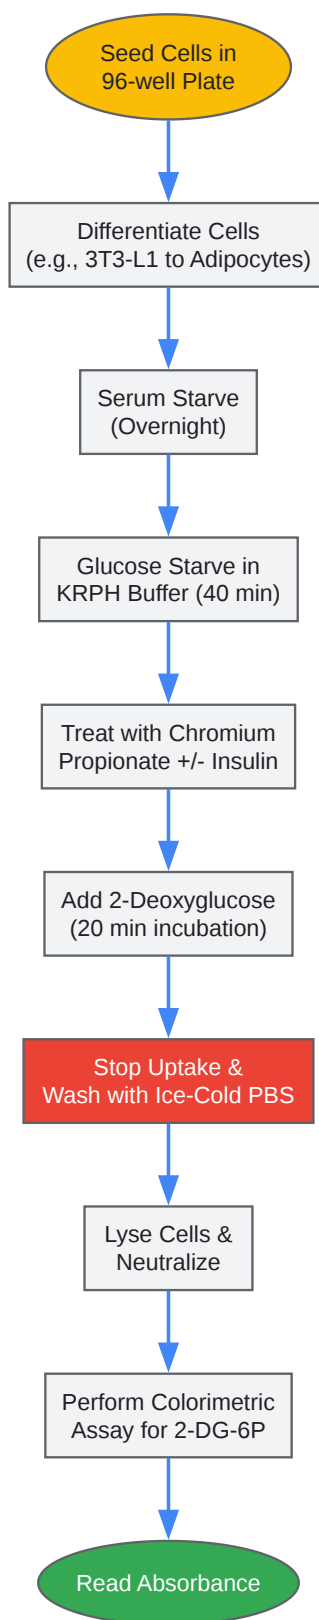 Seed Cells in
96-well Plate
Differentiate Cells
(e.g., 3T3-L1 to Adipocytes)
Serum Starve
(Overnight)
Glucose Starve in
KRPH Buffer (40 min)
Treat with Chromium
Propionate +/- Insulin
Add 2-Deoxyglucose
(20 min incubation)
Stop Uptake &
Wash with Ice-Cold PBS
Lyse Cells &
Neutralize
Perform Colorimetric
Assay for 2-DG-6P
Read Absorbance